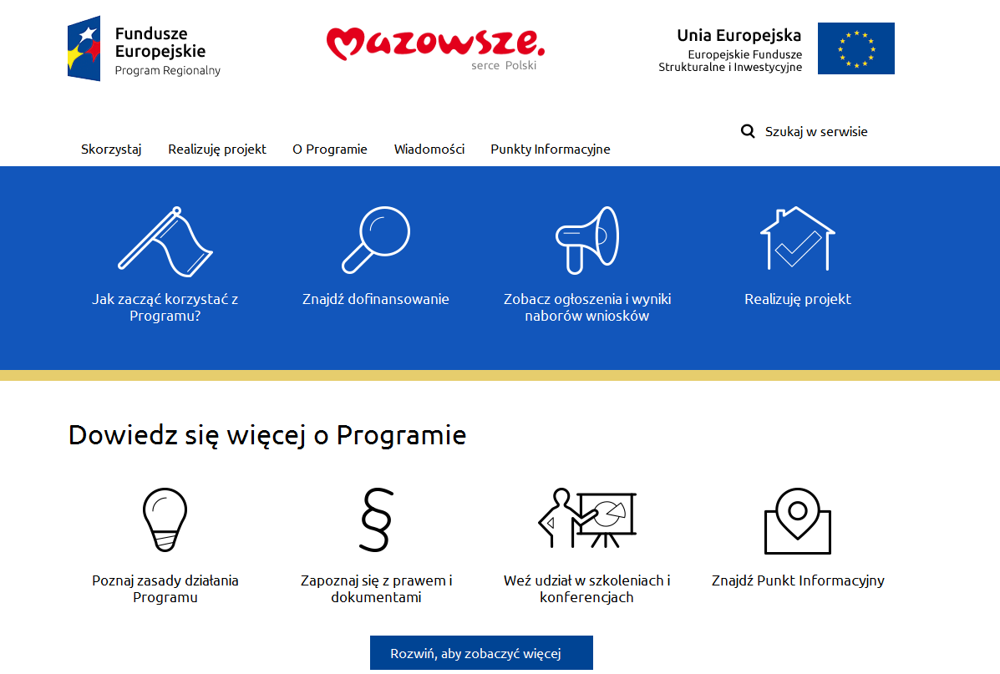 Fundusze
Europejskie
Program Regionalny
Mazowsze.
serce Polski
Unia Europejska
Europejskie Fundusze
Strukturalne i Inwestycyjne
Szukaj w serwisie
Skorzystaj
Realizuję projekt
O Programie
Wiadomości
Punkty Informacyjne
Jak zacząć korzystać z
Programu?
Znajdź dofinansowanie
Zobacz ogłoszenia i wyniki
naborów wniosków
Realizuję projekt
Dowiedz się więcej o Programie
Poznaj zasady działania
Programu
Zapoznaj się z prawem i
dokumentami
Weź udział w szkoleniach i
konferencjach
Znajdź Punkt Informacyjny
Rozwiń, aby zobaczyć więcej